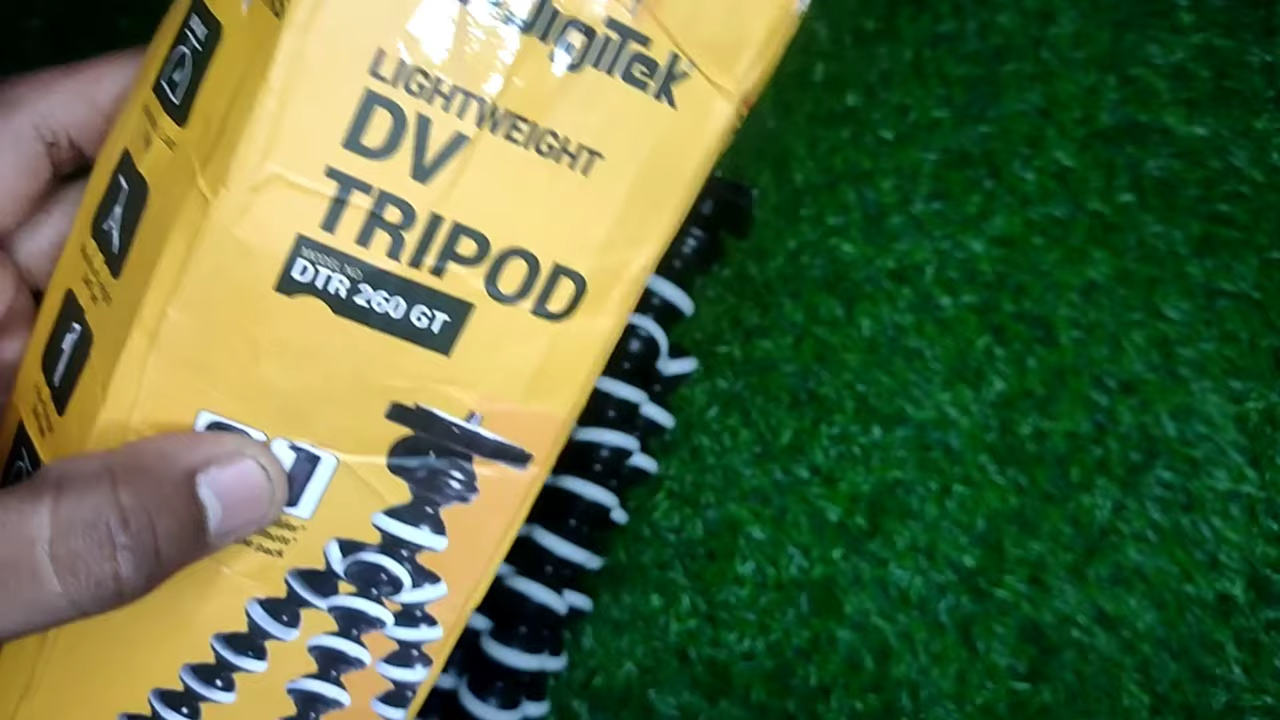 DigiTek
LIGHTWEIGHT
DV
TRIPOD
MODEL NO.
DTR 260 GT